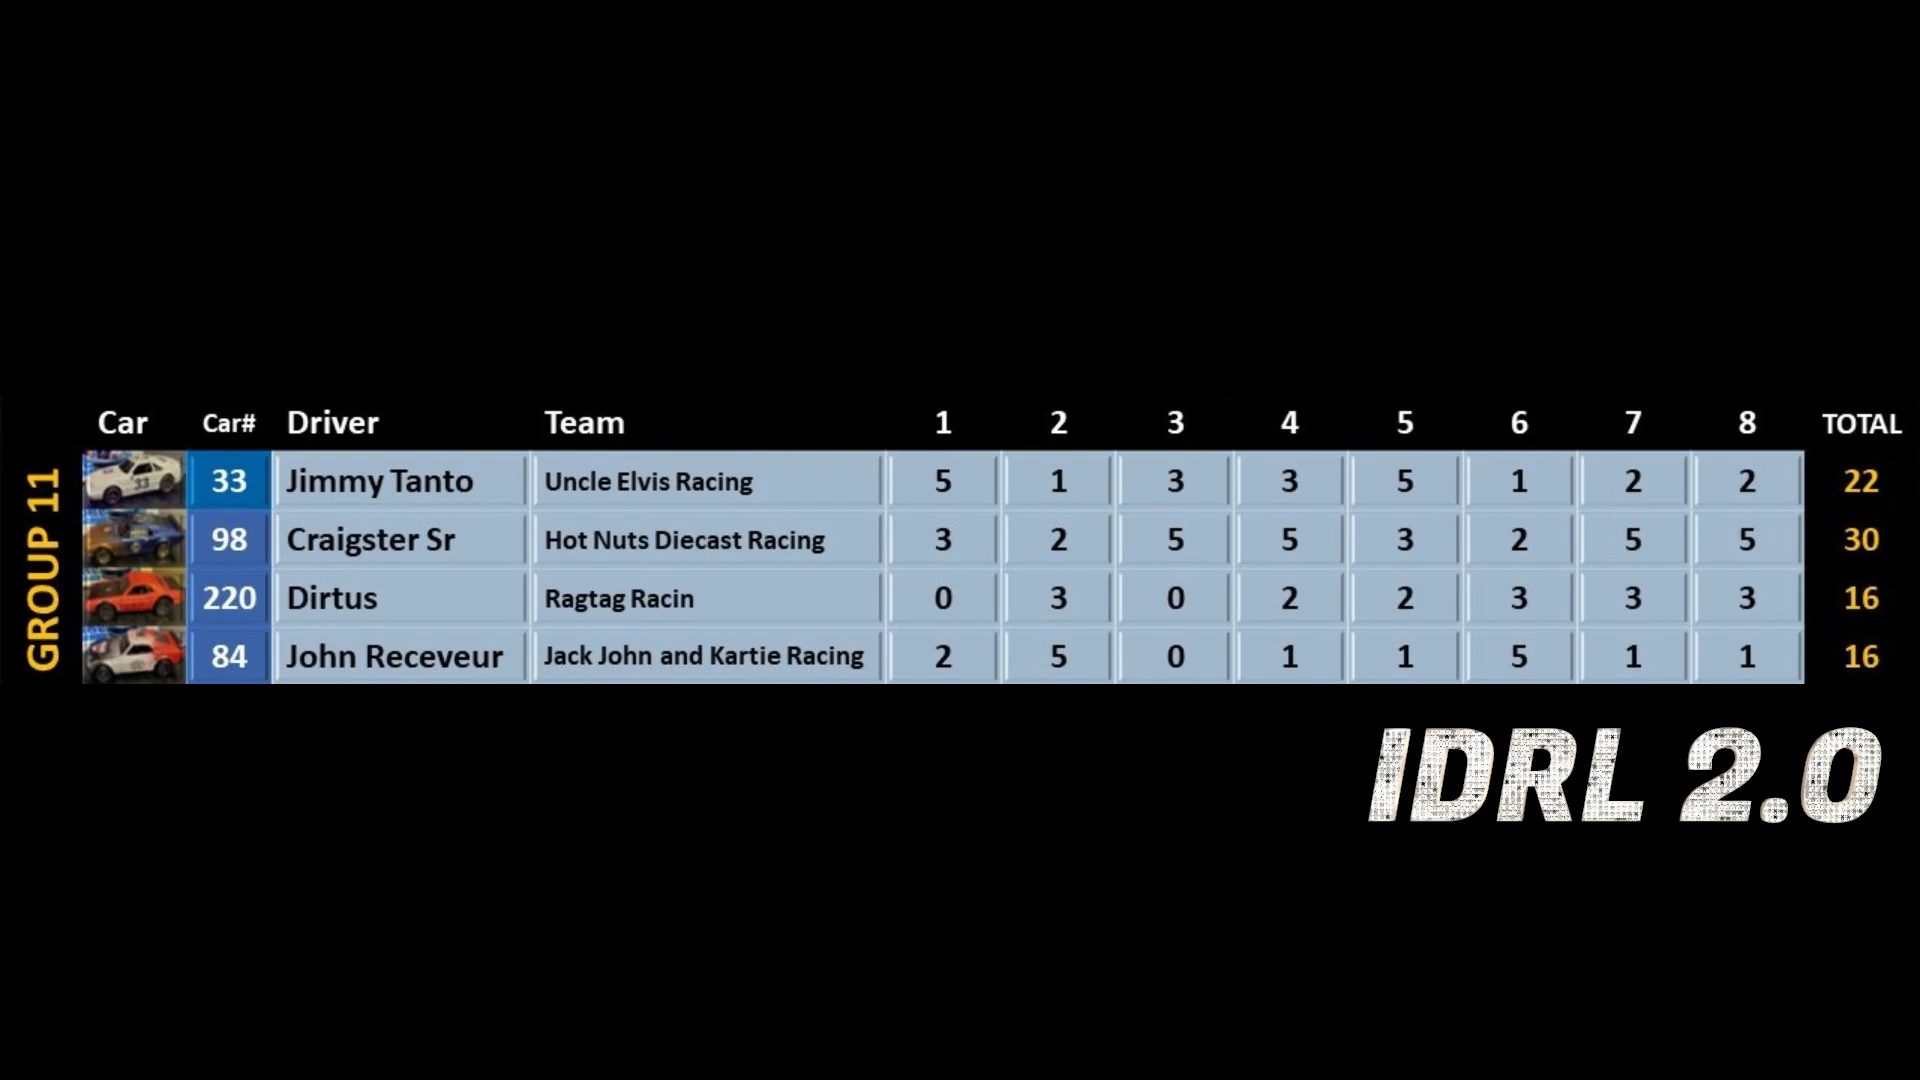 Car Car# Driver Team 1 2 3 4 5 6 7 8 TOTAL
GROUP 11
33 Jimmy Tanto Uncle Elvis Racing 5 1 3 3 5 1 2 2 22
98 Craigster Sr Hot Nuts Diecast Racing 3 2 5 5 3 2 5 5 30
220 Dirtus Ragtag Racin 0 3 0 2 2 3 3 3 16
84 John Receveur Jack John and Kartie Racing 2 5 0 1 1 5 1 1 16
IDRL 2.0